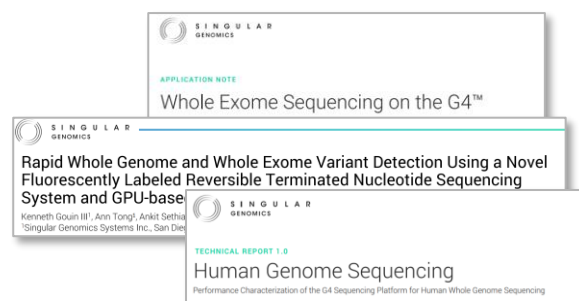 SINGULAR
GENOMICS
APPLICATION NOTE
Whole Exome Sequencing on the G4™
SINGULAR
GENOMICS
Rapid Whole Genome and Whole Exome Variant Detection Using a Novel
Fluorescently Labeled Reversible Terminated Nucleotide Sequencing
System and GPU-base
Kenneth Gouin III¹, Ann Tong¹, Ankit Sethia
¹Singular Genomics Systems Inc., San Die
SINGULAR
GENOMICS
TECHNICAL REPORT 1.0
Human Genome Sequencing
Performance Characterization of the G4 Sequencing Platform for Human Whole Genome Sequencing